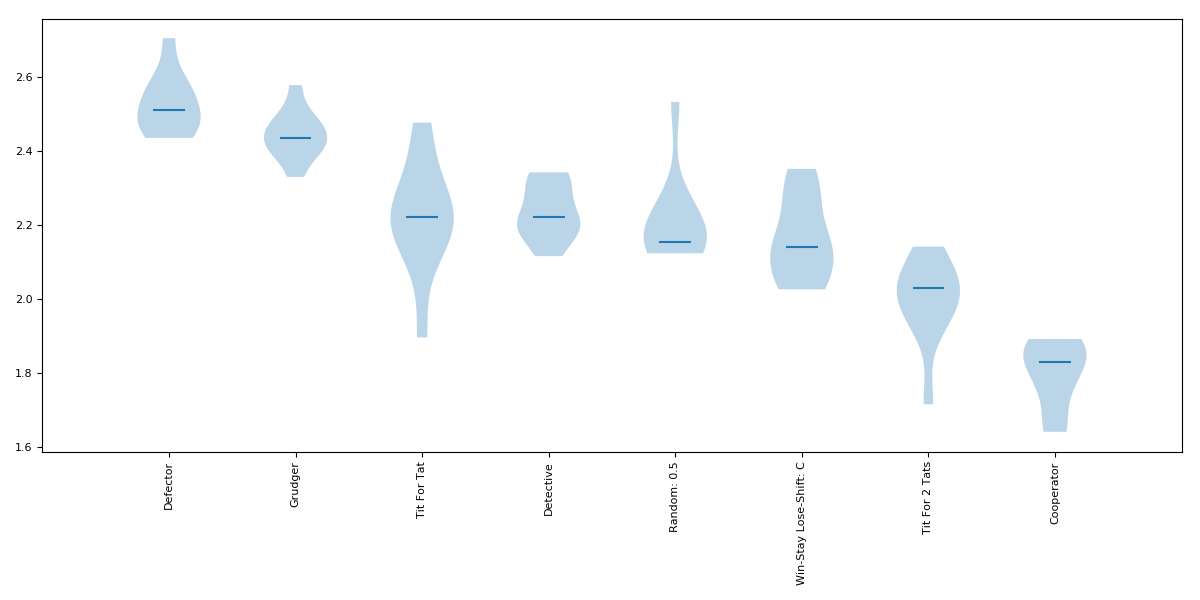 2.6
2.4
2.2
2.0
1.8
1.6
Defector
Grudger
Tit For Tat
Detective
Random: 0.5
Win-Stay Lose-Shift: C
Tit For 2 Tats
Cooperator